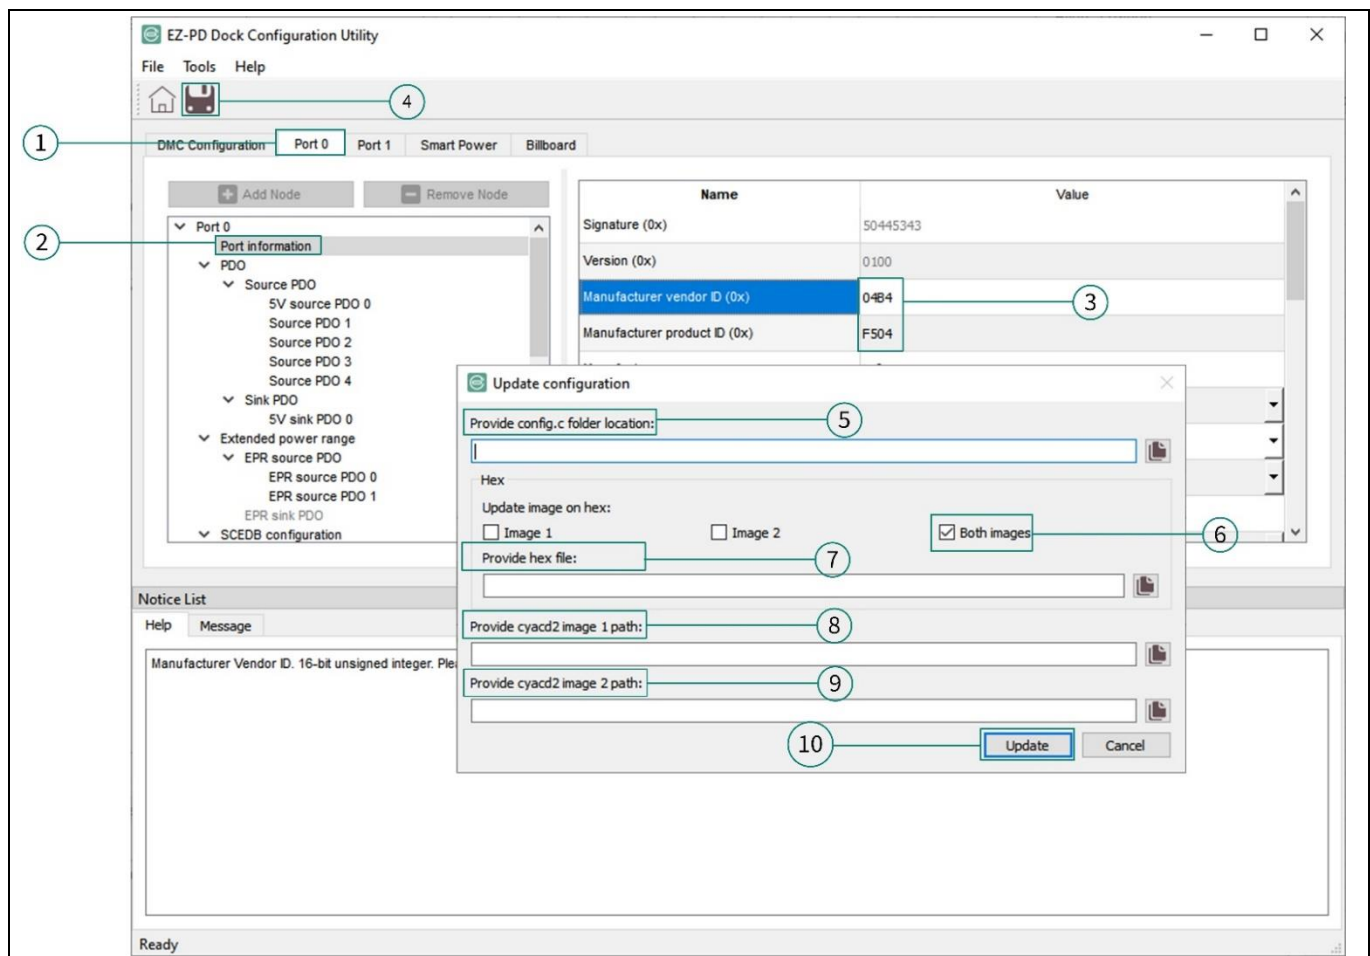 EZ-PD Dock Configuration Utility
File Tools Help
4
1
DMC Configuration Port 0 Port 1 Smart Power Billboard
Add Node Remove Node
Name Value
Port 0
Signature (0x) 50445343
2
Port information
PDO
Version (0x) 0100
Source PDO
5V source PDO 0
Manufacturer vendor ID (0x) 04B4
3
Source PDO 1
Source PDO 2
Manufacturer product ID (0x) F504
Source PDO 3
Source PDO 4
Sink PDO
5V sink PDO 0
Extended power range
EPR source PDO
EPR source PDO 0
EPR source PDO 1
EPR sink PDO
SCEDB configuration
Update configuration
Provide config.c folder location:
5
Hex
Update image on hex:
Image 1 Image 2 Both images
6
Provide hex file:
7
Provide cyacd2 image 1 path:
8
Provide cyacd2 image 2 path:
9
10
Update Cancel
Notice List
Help Message
Manufacturer Vendor ID. 16-bit unsigned integer.
Ready